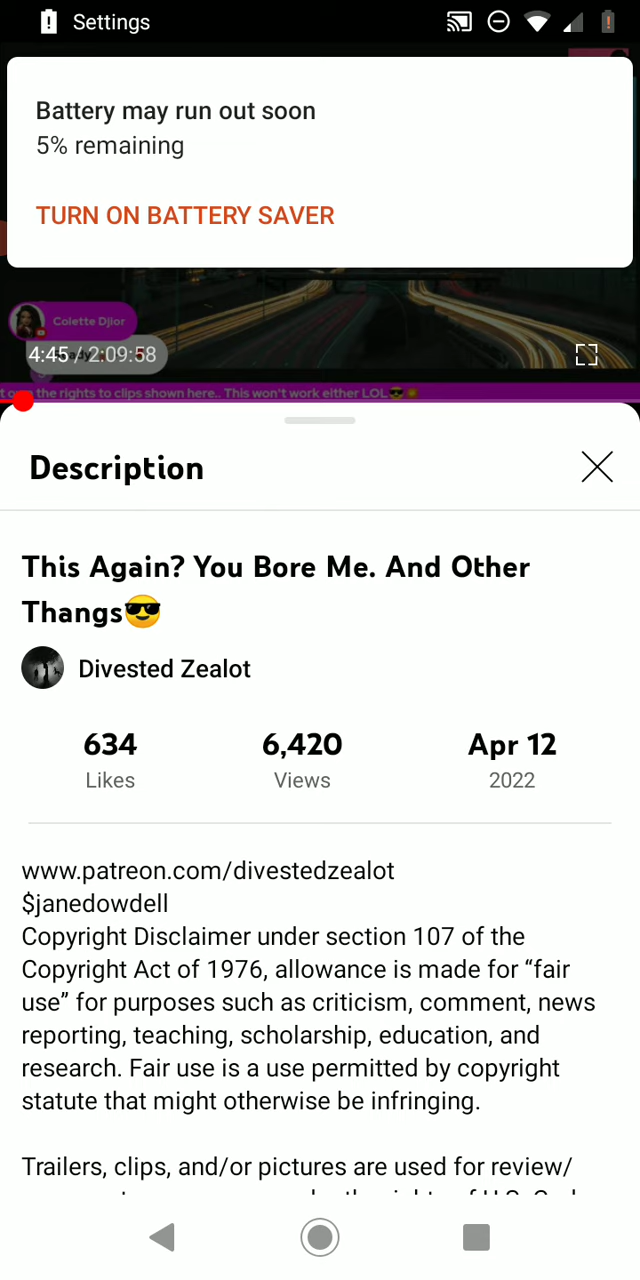 Settings
Battery may run out soon
5% remaining
TURN ON BATTERY SAVER
Colette Djior
4:45 / 2:09:58
the rights to clips shown here.. This won't work either LOL😎
Description
This Again? You Bore Me. And Other
Thangs😎
Divested Zealot
634 6,420 Apr 12
Likes Views 2022
www.patreon.com/divestedzealot
$janedowdell
Copyright Disclaimer under section 107 of the
Copyright Act of 1976, allowance is made for “fair
use” for purposes such as criticism, comment, news
reporting, teaching, scholarship, education, and
research. Fair use is a use permitted by copyright
statute that might otherwise be infringing.
Trailers, clips, and/or pictures are used for review/